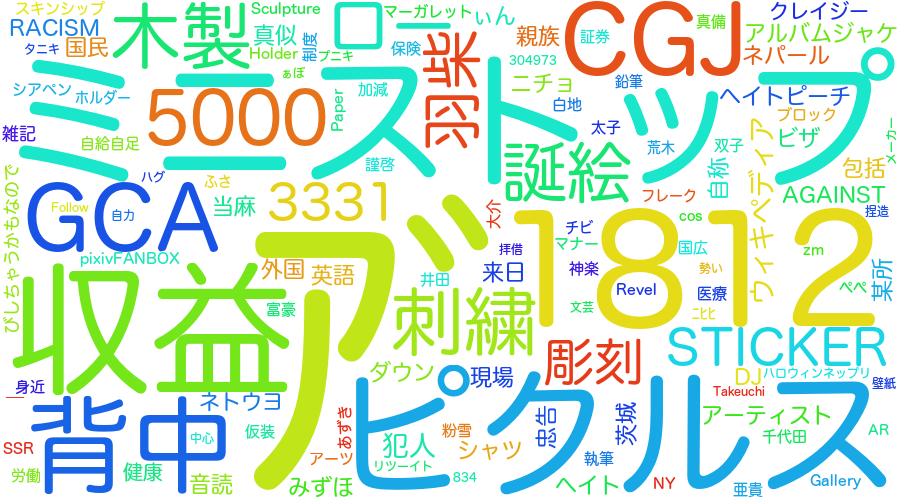 スキンシップ
RACISM
タニキ
国民
木製
Sculpture
真似
Holder
制度
プニキ
ロー
マーガレット
いん
保険
羽柴
親族
304973
ニチョ
CGJ
証券
真備
クレイジー
アルバムジャケ
ネパール
ミニストップ
シアペン
ホルダー
雑記
自給自足
5000
ぁぼ
Paper
加減
謹啓
誕絵
白地
鉛筆
太子
荒木
ヘイトピーチ
ブロック
双子
ビザ
メーカー
自称
ウィキペディア
包括
AGAINST
捏造
びしちゃうかもなので
GCA
ハグ
ふさ
Follow
自力
当麻
3331
pixivFANBOX
外国
英語
富豪
アズ
井田
大介
拝借
来日
1812
チビ
マナー
神楽
文芸
フレーク
cos
国広
勢い
Revel
医療
ニヒヒ
zm
ペペ
某所
収益
刺繍
彫刻
STICKER
身近
背中
ネトウヨ
中心
仮装
SSR
労働
健康
音読
あずき
アーツ
みずほ
ダウン
現場
ピクルス
犯人
リツーイト
粉雪
シャツ
834
忠告
執筆
茨城
ヘイト
NY
Takeuchi
DJ
ハロウィンネップリ
壁紙
アーティスト
千代田
AR
亜貴
Gallery